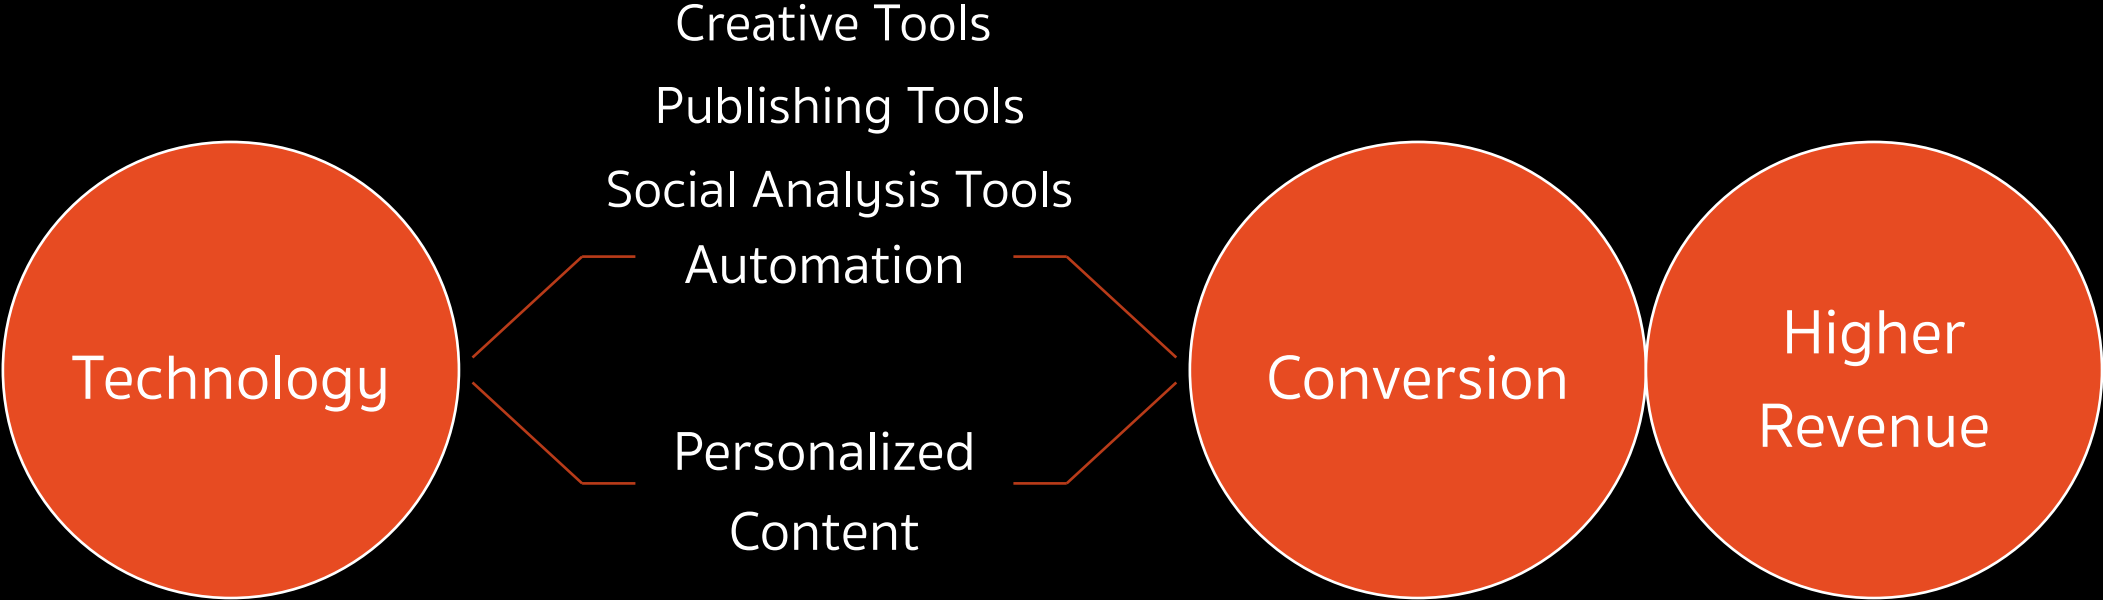 Creative Tools
Publishing Tools
Social Analysis Tools
Automation
Technology
Personalized
Content
Conversion
Higher
Revenue